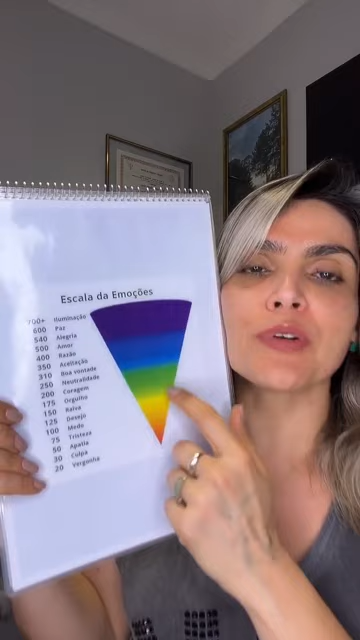 Escala da Emoções
700+ Iluminação
600 Paz
540 Alegria
500 Amor
400 Razão
350 Aceitação
310 Boa vontade
250 Neutralidade
200 Coragem
175 Orgulho
150 Raiva
125 Desejo
100 Medo
75 Tristeza
50 Apatia
30 Culpa
20 Vergonha